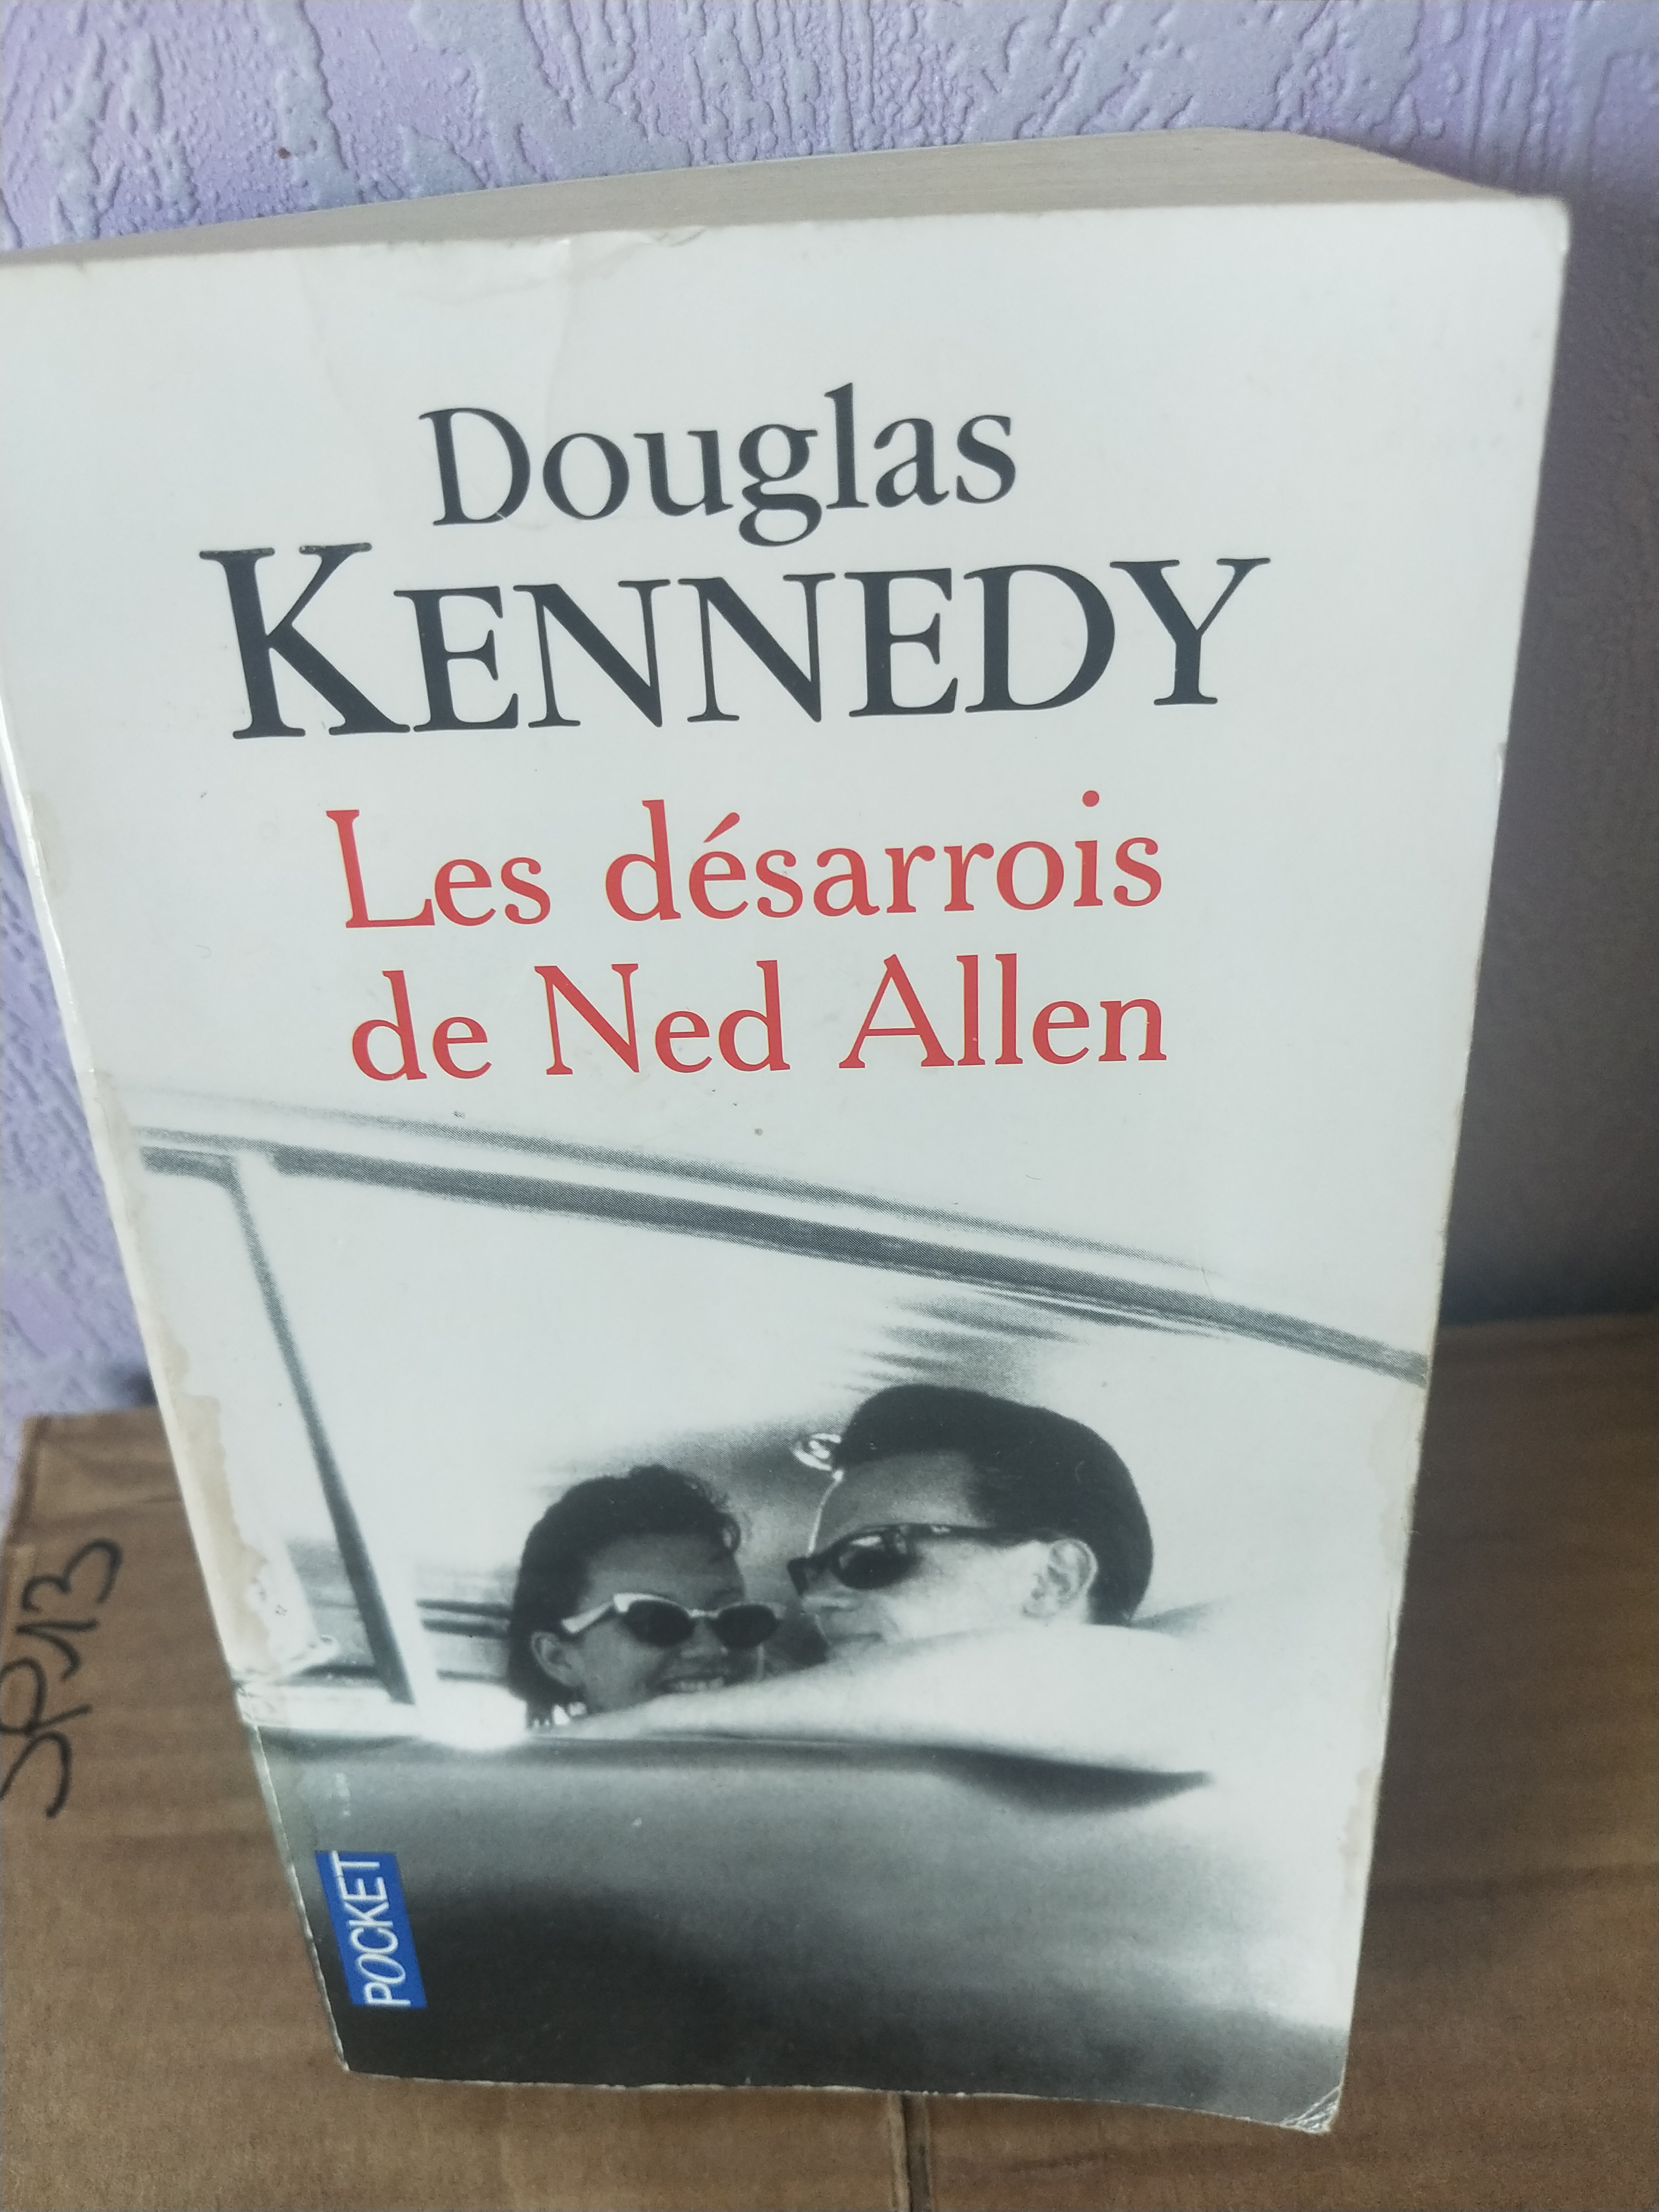 Douglas
KENNEDY
Les désarrois
de Ned Allen
POCKET